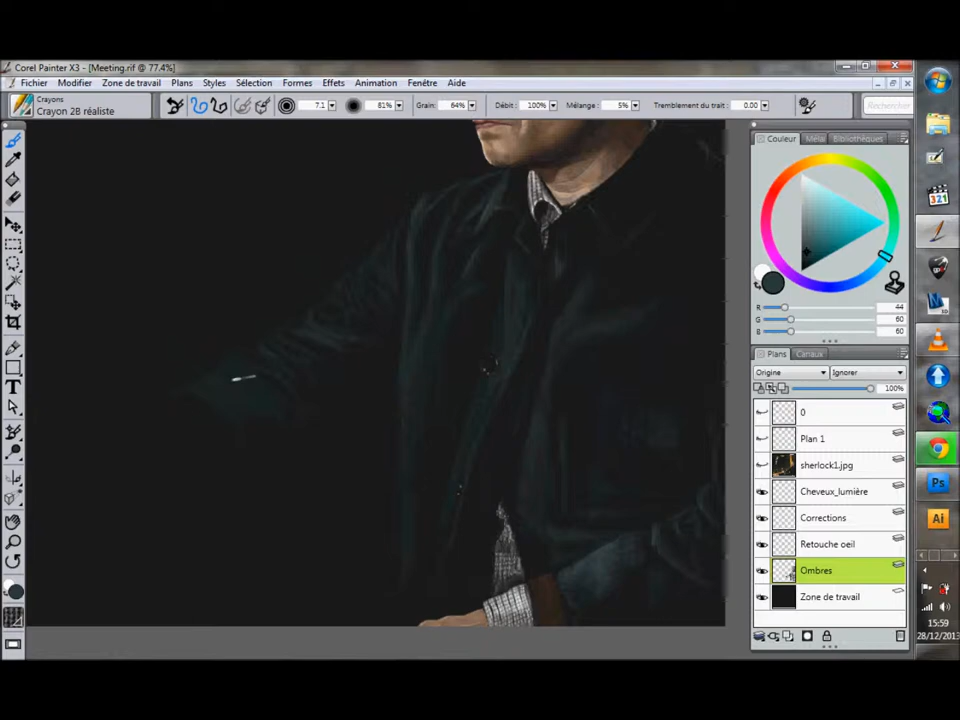 Corel Painter X3 - [Meeting.rif @ 77.4%]
Fichier Modifier Zone de travail Plans Styles Sélection Formes Effets Animation Fenêtre Aide
Crayons
Crayon 2B réaliste
7.1 81% Grain: 64% Débit: 100% Mélange: 5% Tremblement du trait : 0.00 Rechercher
Couleur Mélai Bibliothèques
R 44
G 60
B 60
Plans Canaux
Origine Ignorer
100%
0
Plan 1
sherlock1.jpg
Cheveux_lumière
Corrections
Retouche oeil
Ombres
Zone de travail
321
Ps
Ai
15:59
28/12/2013